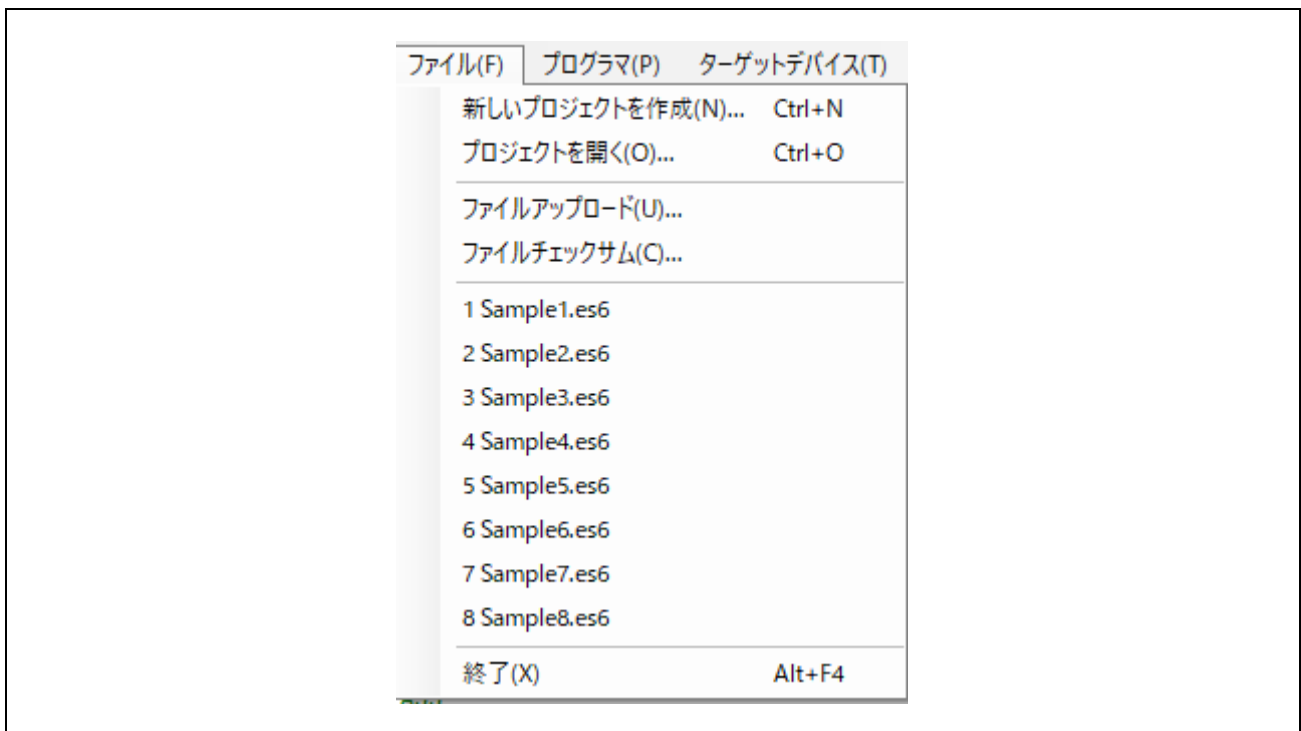 ファイル(F) プログラマ(P) ターゲットデバイス(T)
新しいプロジェクトを作成(N)... Ctrl+N
プロジェクトを開く(O)... Ctrl+O
ファイルアップロード(U)...
ファイルチェックサム(C)...
1 Sample1.es6
2 Sample2.es6
3 Sample3.es6
4 Sample4.es6
5 Sample5.es6
6 Sample6.es6
7 Sample7.es6
8 Sample8.es6
終了(X) Alt+F4